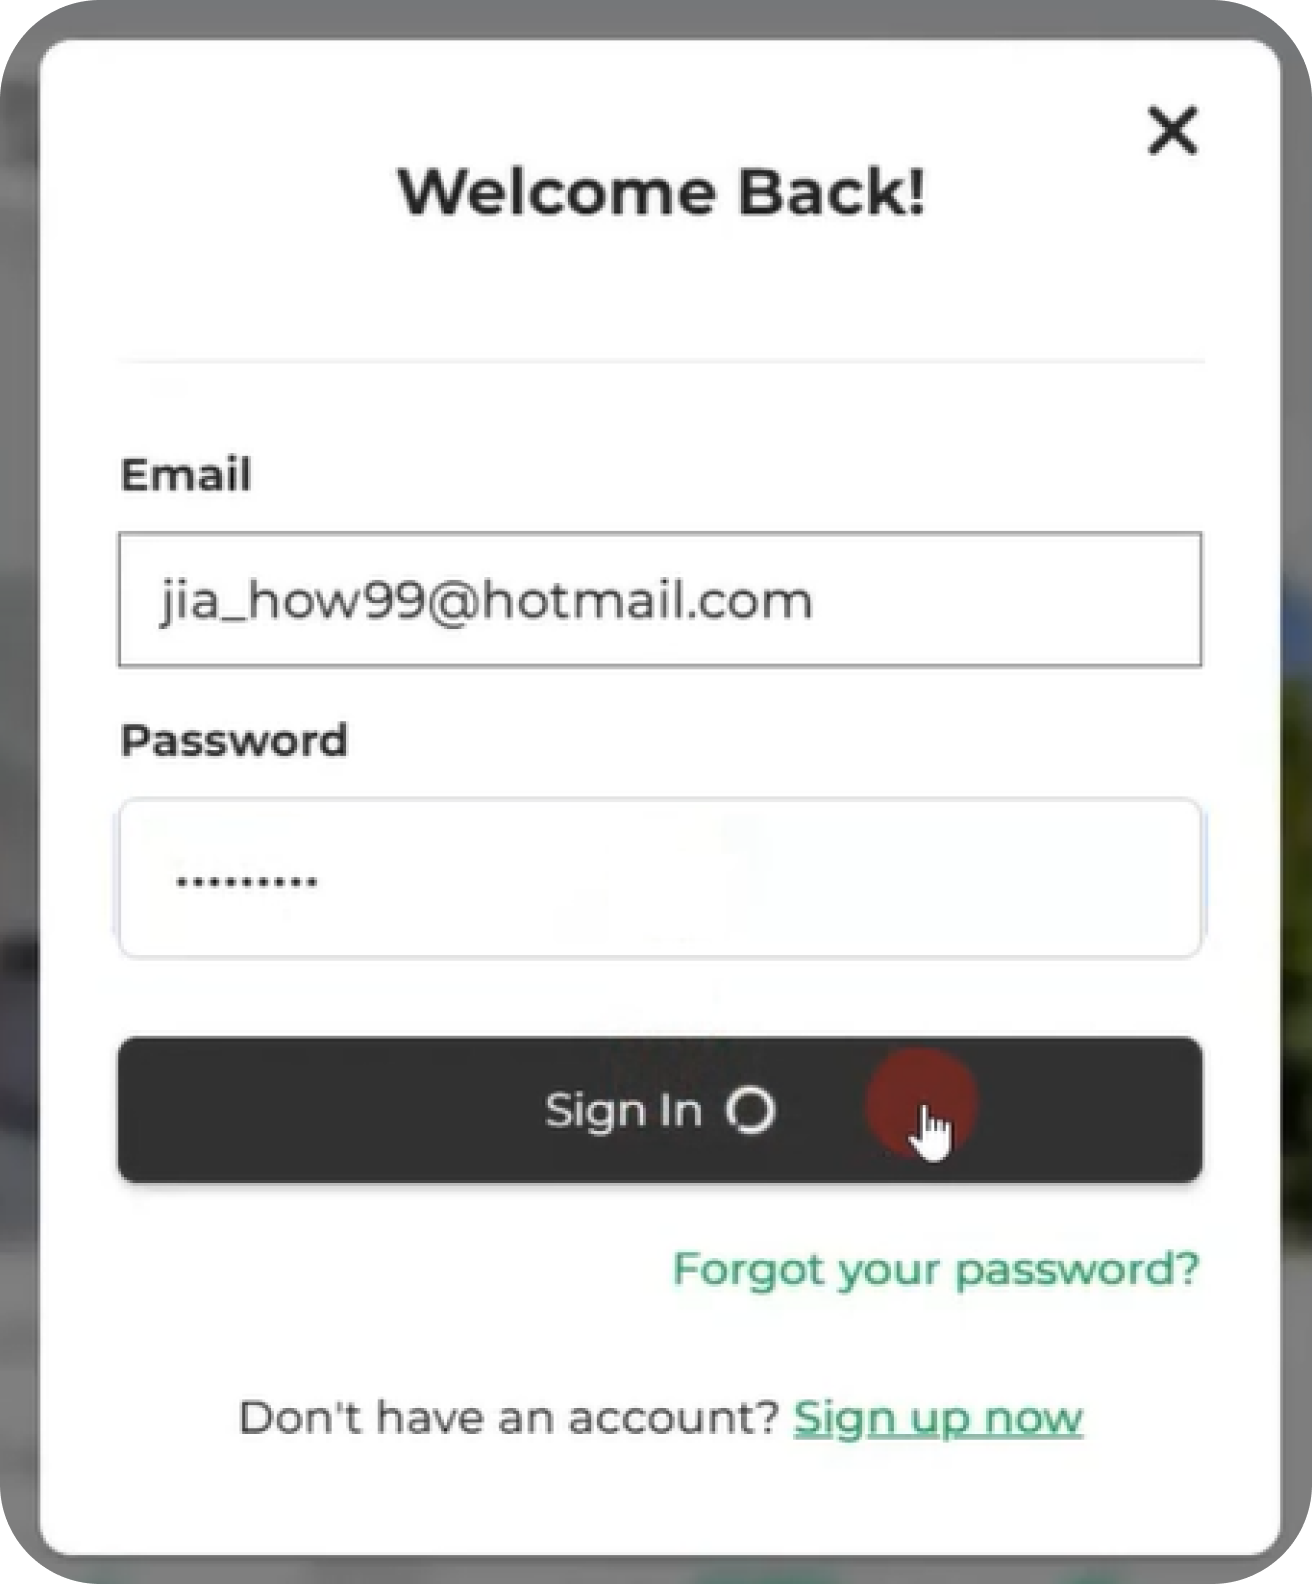 Welcome Back!
Email
jia_how99@hotmail.com
Password
•••••••••
Sign In
Forgot your password?
Don't have an account? Sign up now